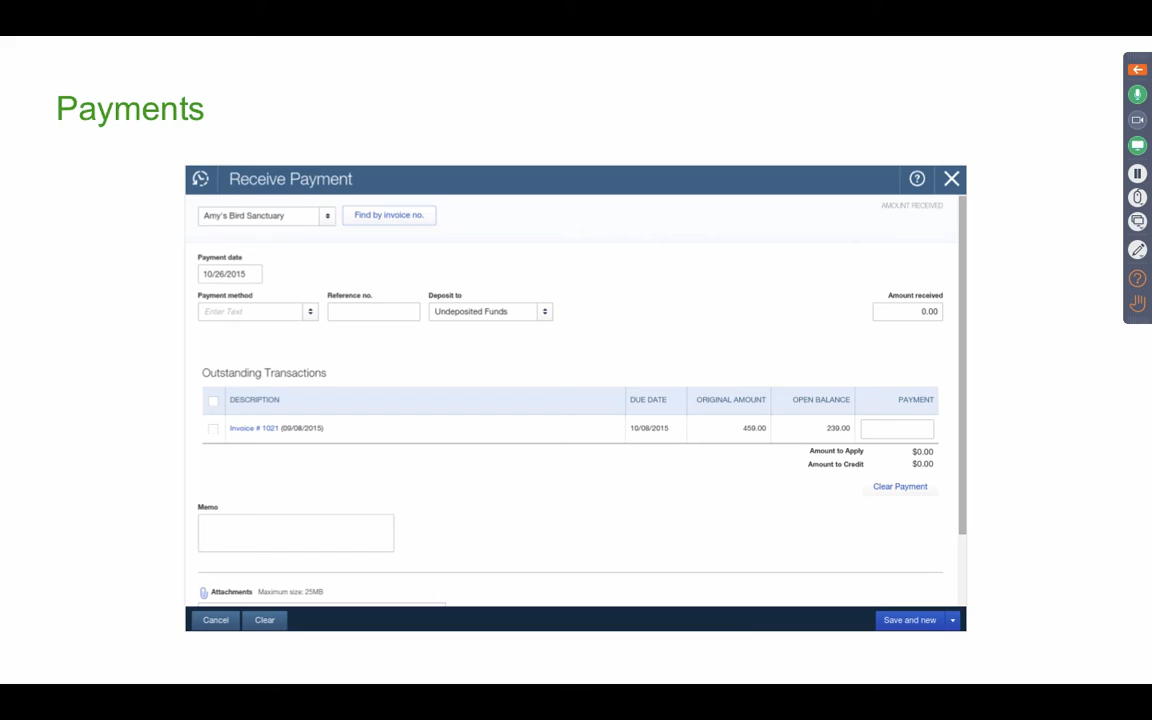 Payments
Receive Payment
Amy's Bird Sanctuary Find by invoice no. AMOUNT RECEIVED
Payment date
10/26/2015
Payment method Reference no. Deposit to Amount received
Enter Text Undeposited Funds 0.00
Outstanding Transactions
DESCRIPTION DUE DATE ORIGINAL AMOUNT OPEN BALANCE PAYMENT
Invoice # 1021 (09/08/2015) 10/08/2015 459.00 239.00
Amount to Apply $0.00
Amount to Credit $0.00
Clear Payment
Memo
Attachments Maximum size: 25MB
Cancel Clear Save and new